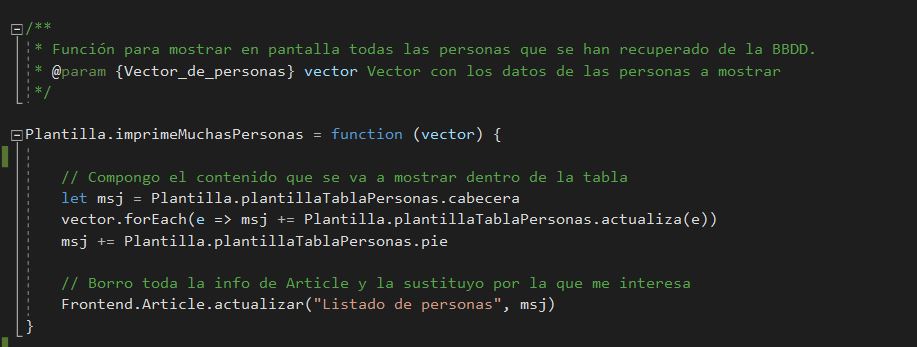 /**
* Función para mostrar en pantalla todas las personas que se han recuperado de la BBDD.
* @param {Vector_de_personas} vector Vector con los datos de las personas a mostrar
*/
Plantilla.imprimeMuchasPersonas = function (vector) {
// Compongo el contenido que se va a mostrar dentro de la tabla
let msj = Plantilla.plantillaTablaPersonas.cabecera
vector.forEach(e => msj += Plantilla.plantillaTablaPersonas.actualiza(e))
msj += Plantilla.plantillaTablaPersonas.pie
// Borro toda la info de Article y la sustituyo por la que me interesa
Frontend.Article.actualizar("Listado de personas", msj)
}